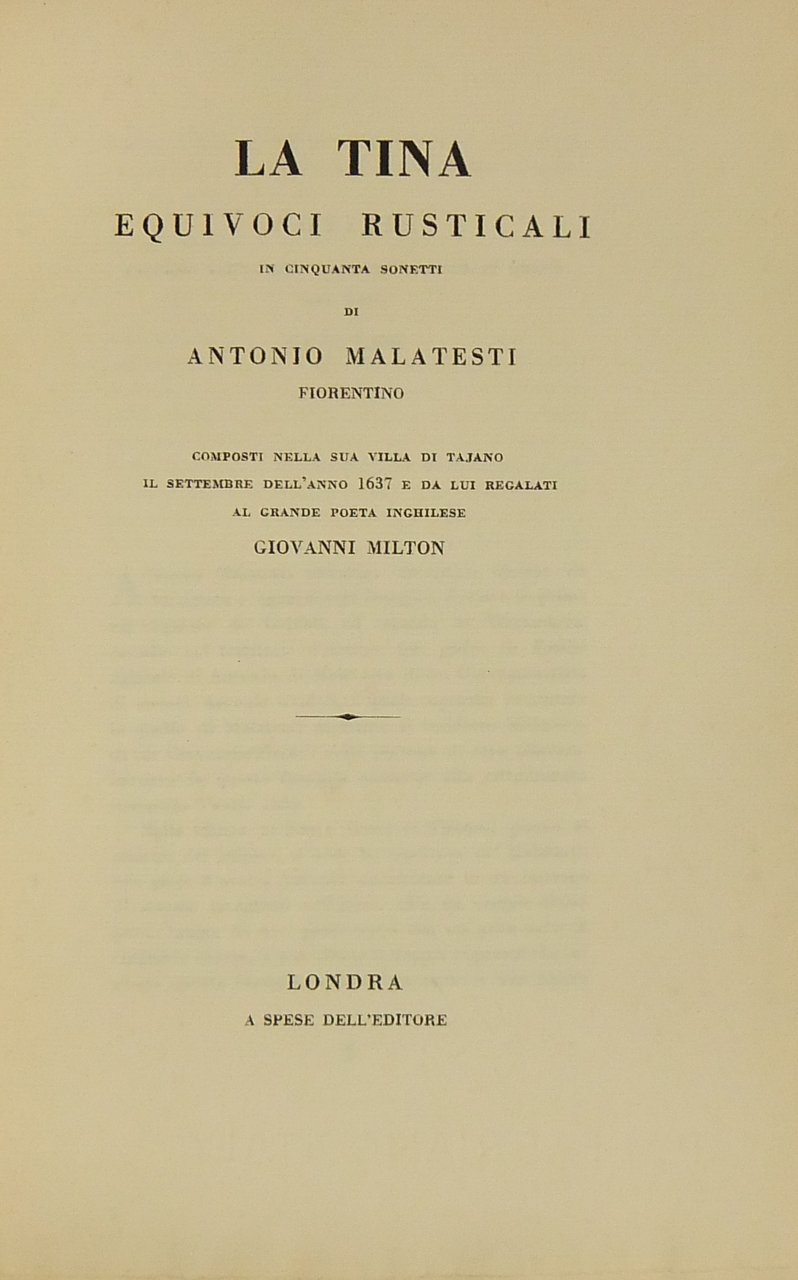 LA TINA
EQUIVOCI RUSTICALI
IN CINQUANTA SONETTI
DI
ANTONIO MALATESTI
FIORENTINO
COMPOSTI NELLA SUA VILLA DI TAJANO
IL SETTEMBRE DELL'ANNO 1637 E DA LUI REGALATI
AL GRANDE POETA INGHILESE
GIOVANNI MILTON
LONDRA
A SPESE DELL'EDITORE